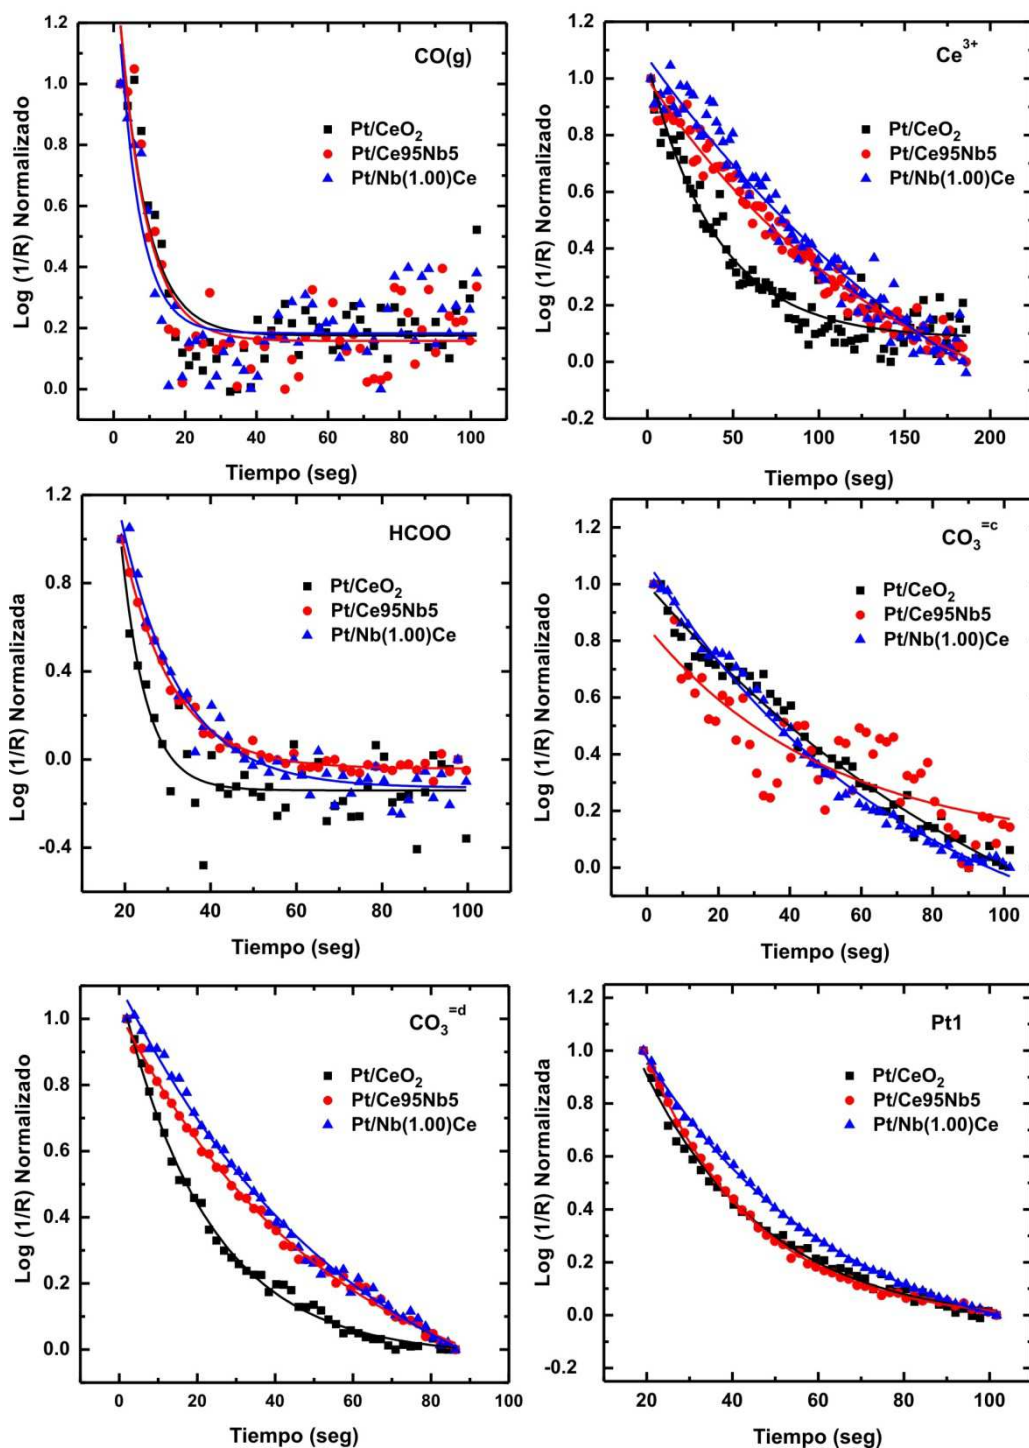 CO(g)
Pt/CeO2
Pt/Ce95Nb5
Pt/Nb(1.00)Ce
Log (1/R) Normalizado
1.2
1.0
0.8
0.6
0.4
0.2
0.0
0 20 40 60 80 100
Tiempo (seg)
Ce3+
Pt/CeO2
Pt/Ce95Nb5
Pt/Nb(1.00)Ce
Log (1/R) Normalizado
1.2
1.0
0.8
0.6
0.4
0.2
0.0
-0.2
0 50 100 150 200
Tiempo (seg)
HCOO
Pt/CeO2
Pt/Ce95Nb5
Pt/Nb(1.00)Ce
Log (1/R) Normalizada
1.2
0.8
0.4
0.0
-0.4
20 40 60 80 100
Tiempo (seg)
CO3=c
Pt/CeO2
Pt/Ce95Nb5
Pt/Nb(1.00)Ce
Log (1/R) Normalizado
1.2
1.0
0.8
0.6
0.4
0.2
0.0
0 20 40 60 80 100
Tiempo (seg)
CO3=d
Pt/CeO2
Pt/Ce95Nb5
Pt/Nb(1.00)Ce
Log (1/R) Normalizado
1.0
0.8
0.6
0.4
0.2
0.0
0 20 40 60 80 100
Tiempo (seg)
Pt1
Pt/CeO2
Pt/Ce95Nb5
Pt/Nb(1.00)Ce
Log (1/R) Normalizada
1.2
1.0
0.8
0.6
0.4
0.2
0.0
-0.2
20 40 60 80 100
Tiempo (seg)